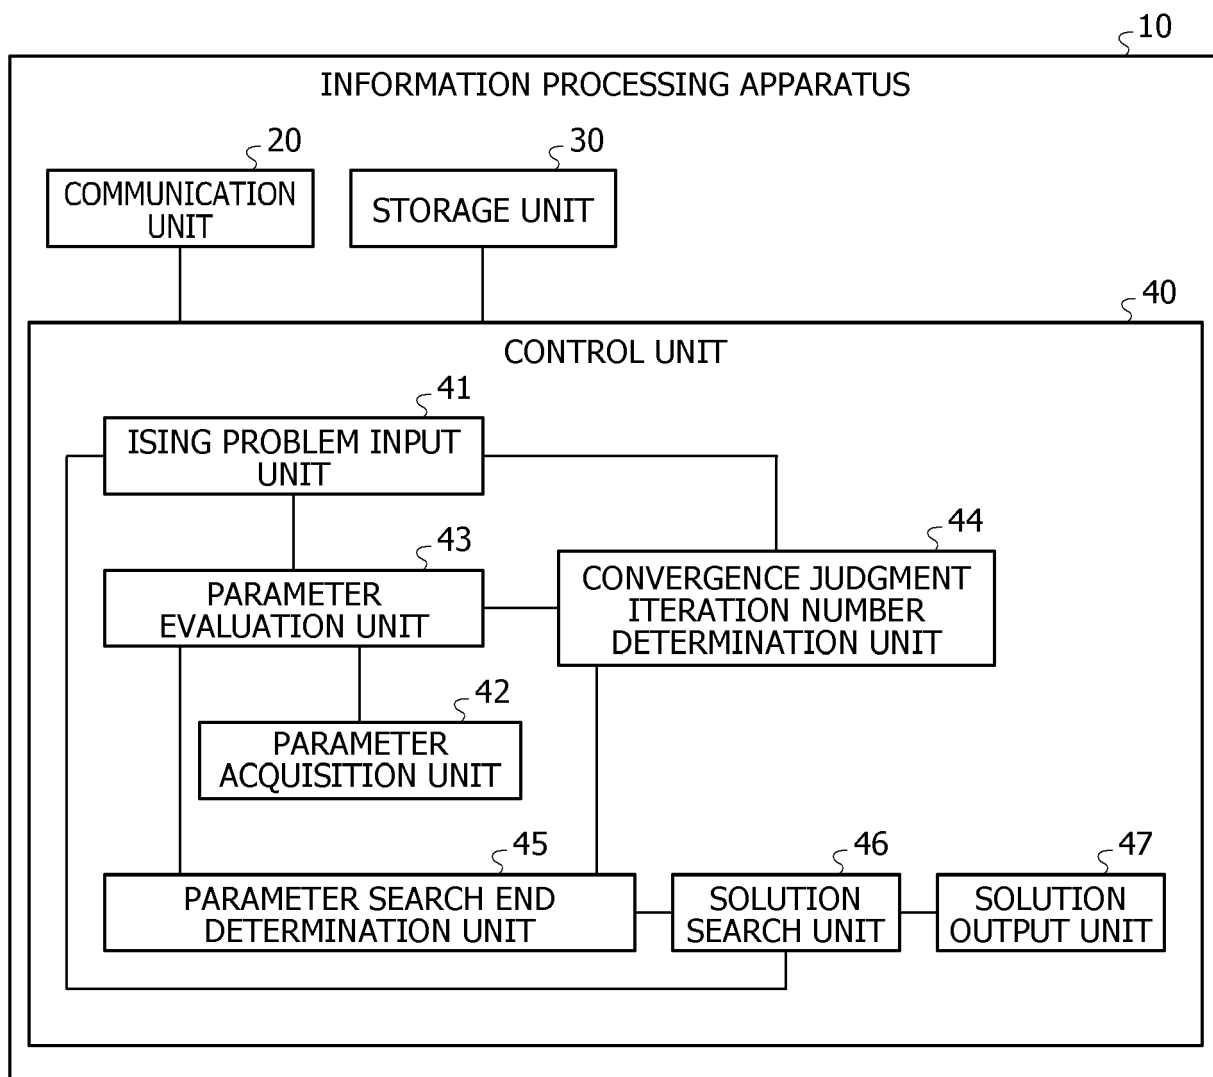 10
INFORMATION PROCESSING APPARATUS
20
COMMUNICATION
UNIT
30
STORAGE UNIT
40
CONTROL UNIT
41
ISING PROBLEM INPUT
UNIT
43
PARAMETER
EVALUATION UNIT
44
CONVERGENCE JUDGMENT
ITERATION NUMBER
DETERMINATION UNIT
42
PARAMETER
ACQUISITION UNIT
45
PARAMETER SEARCH END
DETERMINATION UNIT
46
SOLUTION
SEARCH UNIT
47
SOLUTION
OUTPUT UNIT